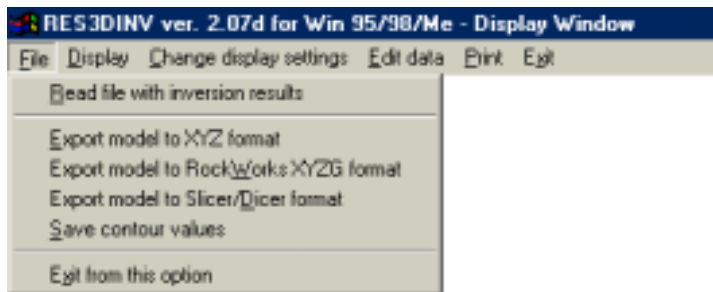 RES3DINV ver. 2.07d for Win 95/98/Me - Display Window
File Display Change display settings Edit data Print Exit
Read file with inversion results
Export model to XYZ format
Export model to RockWorks XYZG format
Export model to Slicer/Dicer format
Save contour values
Exit from this option